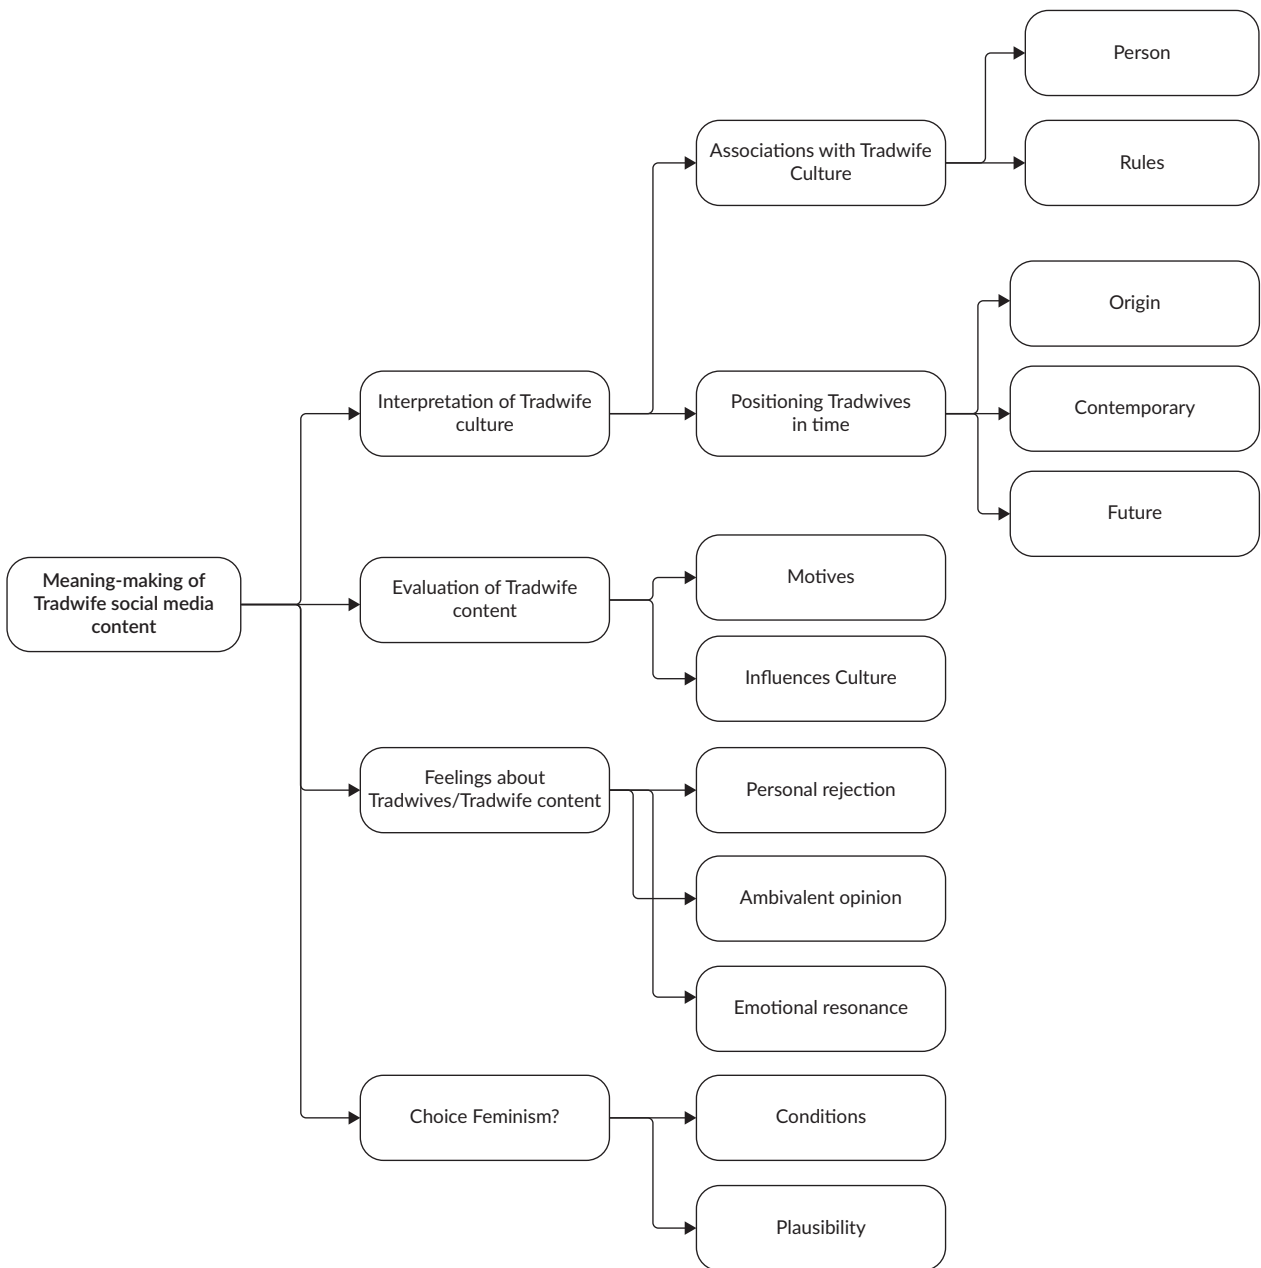 Person
Associations with Tradwife
Culture
Rules
Origin
Interpretation of Tradwife
culture
Positioning Tradwives
in time
Contemporary
Future
Meaning-making of
Tradwife social media
content
Evaluation of Tradwife
content
Motives
Influences Culture
Feelings about
Tradwives/Tradwife content
Personal rejection
Ambivalent opinion
Emotional resonance
Choice Feminism?
Conditions
Plausibility